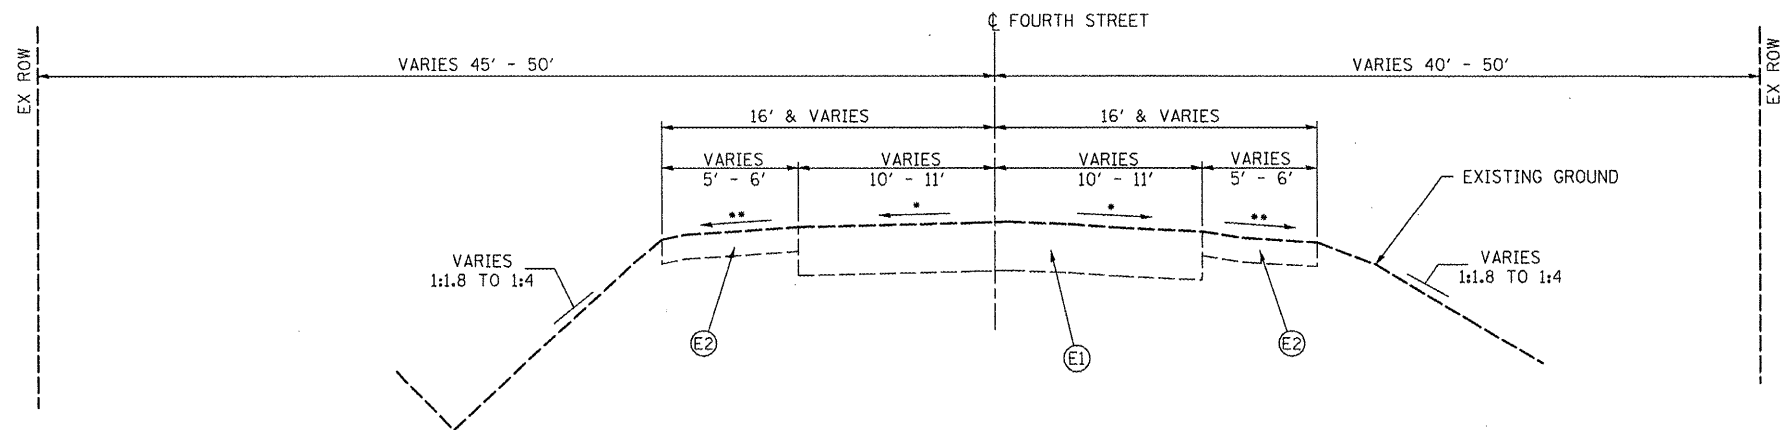 ℄ FOURTH STREET
EX ROW
VARIES 45' - 50'
VARIES 40' - 50'
EX ROW
16' & VARIES
16' & VARIES
VARIES
5' - 6'
VARIES
10' - 11'
VARIES
10' - 11'
VARIES
5' - 6'
EXISTING GROUND
**
*
*
**
VARIES
1:1.8 TO 1:4
VARIES
1:1.8 TO 1:4
E2
E1
E2